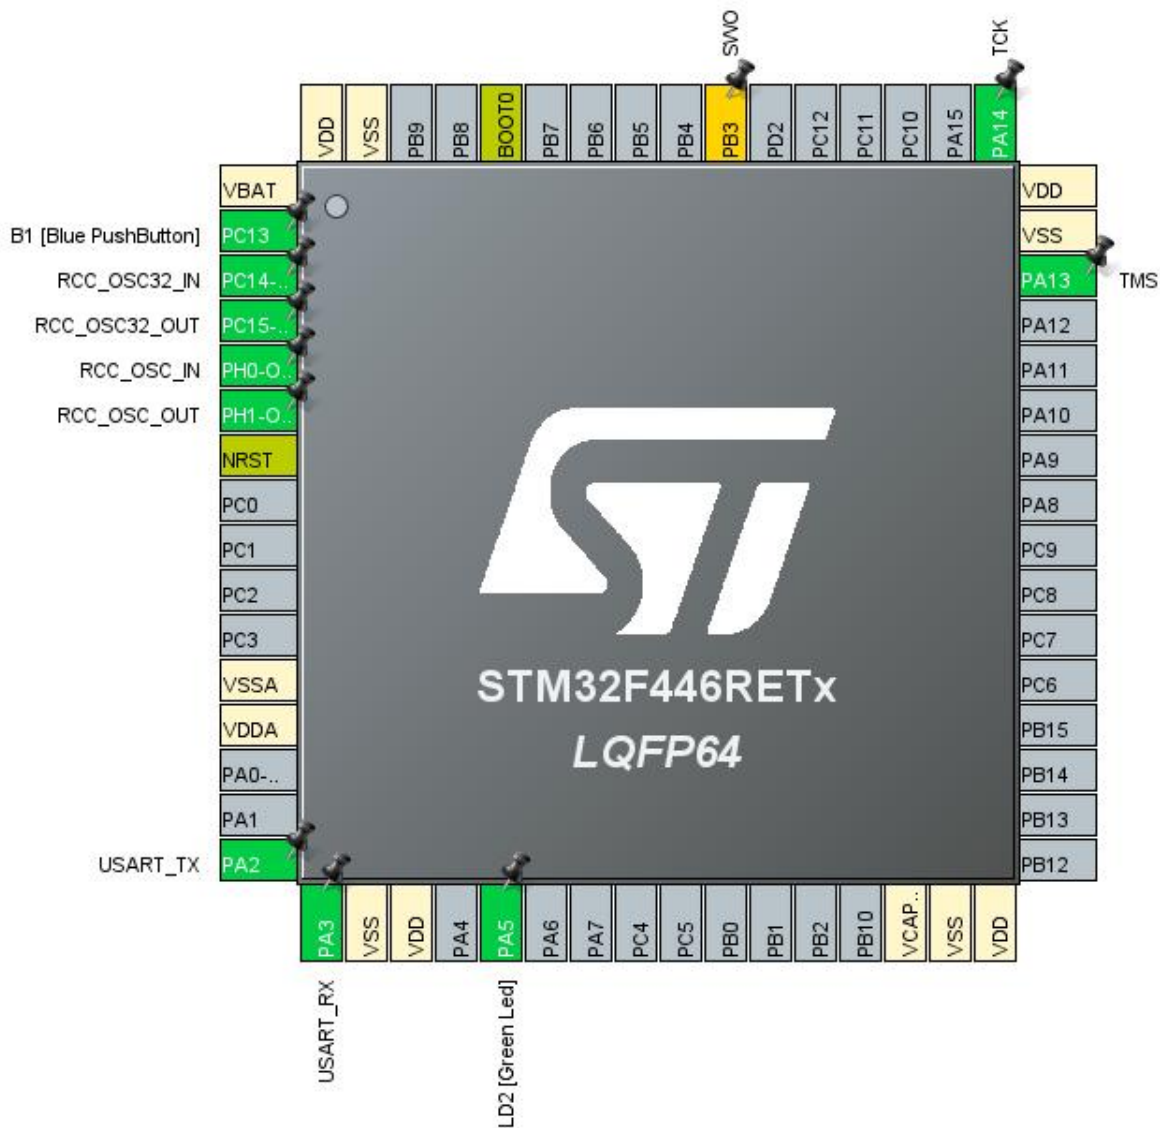 SWO
TCK
VDD
VSS
PB9
PB8
BOOT0
PB7
PB6
PB5
PB4
PB3
PD2
PC12
PC11
PC10
PA15
PA14
VBAT
B1 [Blue PushButton] PC13
RCC_OSC32_IN PC14-..
RCC_OSC32_OUT PC15-..
RCC_OSC_IN PH0-O..
RCC_OSC_OUT PH1-O..
NRST
PC0
PC1
PC2
PC3
VSSA
VDDA
PA0-..
PA1
USART_TX PA2
STM32F446RETx
LQFP64
VDD
VSS
PA13 TMS
PA12
PA11
PA10
PA9
PA8
PC9
PC8
PC7
PC6
PB15
PB14
PB13
PB12
PA3
VSS
VDD
PA4
PA5
PA6
PA7
PC4
PC5
PB0
PB1
PB2
PB10
VCAP..
VSS
VDD
USART_RX
LD2 [Green Led]